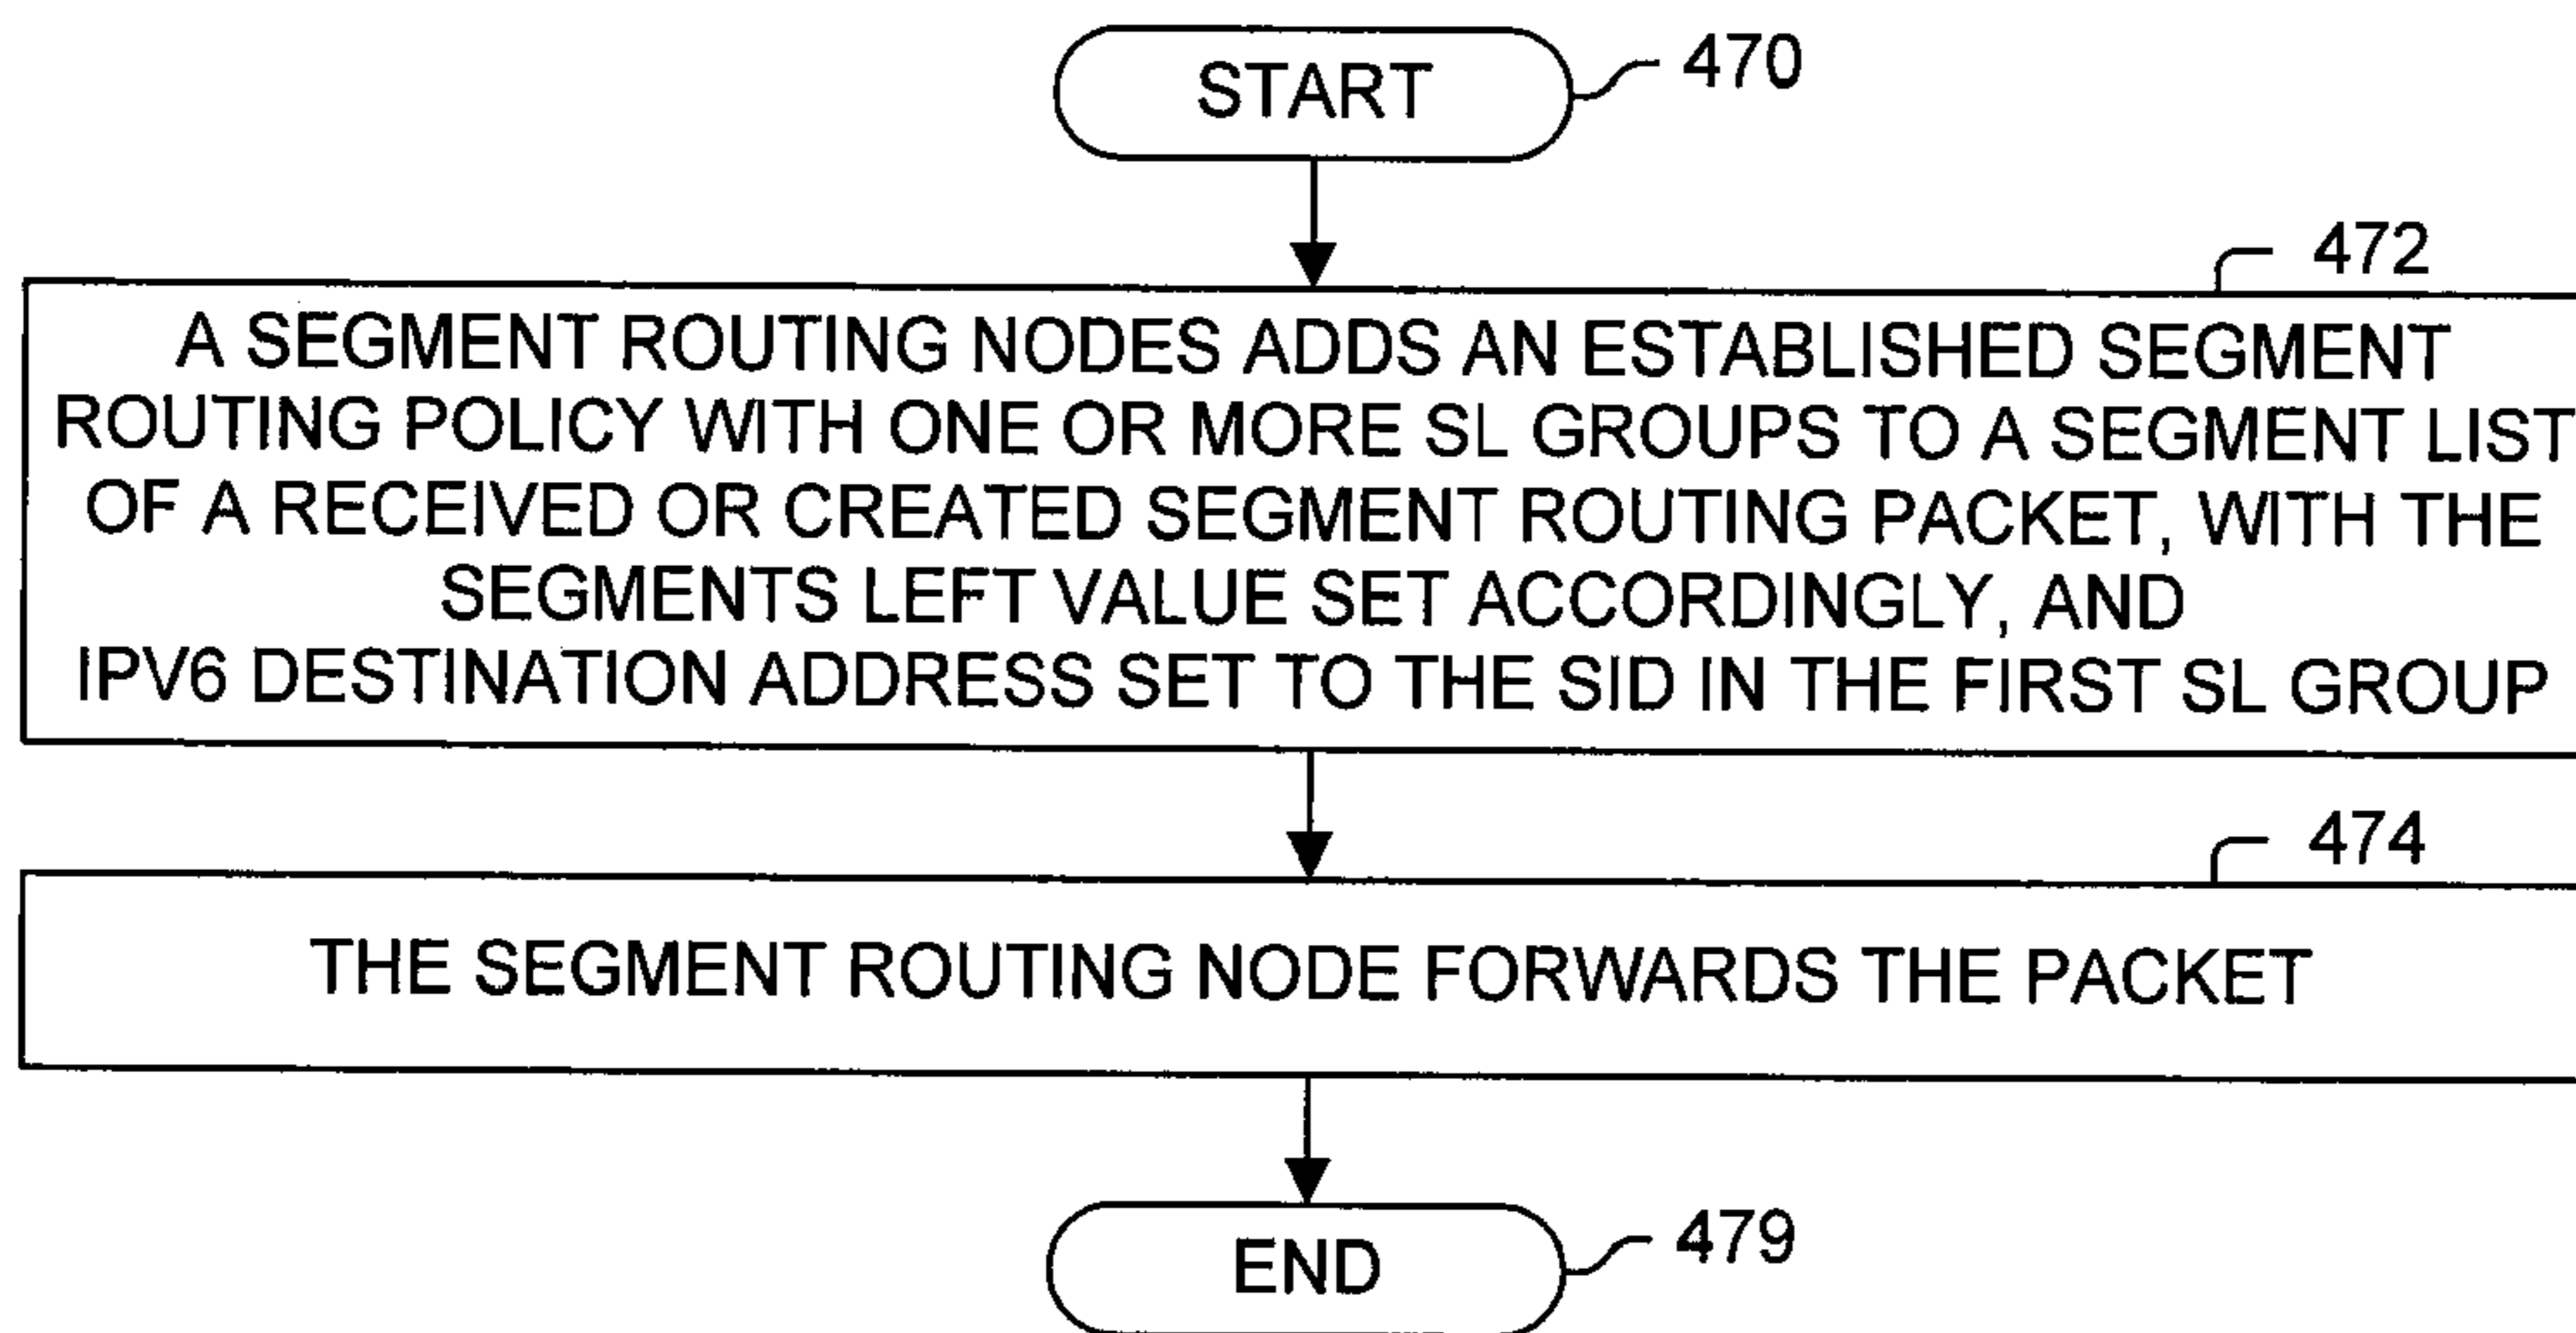 START
470
472
A SEGMENT ROUTING NODES ADDS AN ESTABLISHED SEGMENT
ROUTING POLICY WITH ONE OR MORE SL GROUPS TO A SEGMENT LIST
OF A RECEIVED OR CREATED SEGMENT ROUTING PACKET, WITH THE
SEGMENTS LEFT VALUE SET ACCORDINGLY, AND
IPV6 DESTINATION ADDRESS SET TO THE SID IN THE FIRST SL GROUP
474
THE SEGMENT ROUTING NODE FORWARDS THE PACKET
END
479